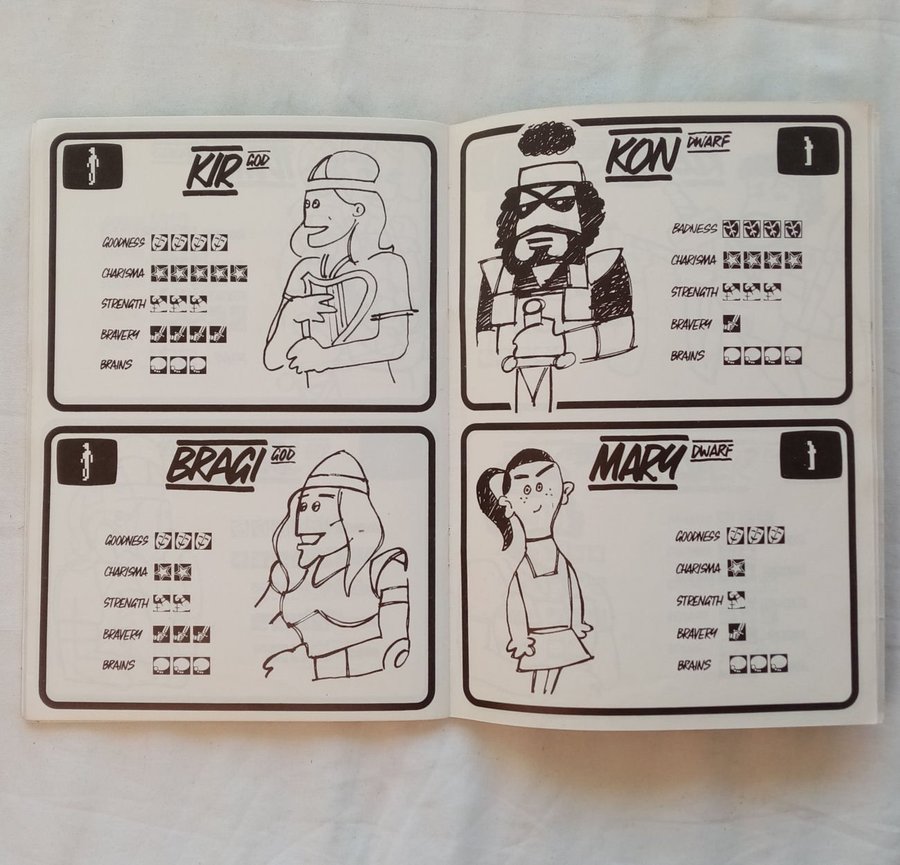 KIR GOD
GOODNESS
CHARISMA
STRENGTH
BRAVERY
BRAINS
BRAGI GOD
GOODNESS
CHARISMA
STRENGTH
BRAVERY
BRAINS
KON DWARF
BADNESS
CHARISMA
STRENGTH
BRAVERY
BRAINS
MARY DWARF
GOODNESS
CHARISMA
STRENGTH
BRAVERY
BRAINS